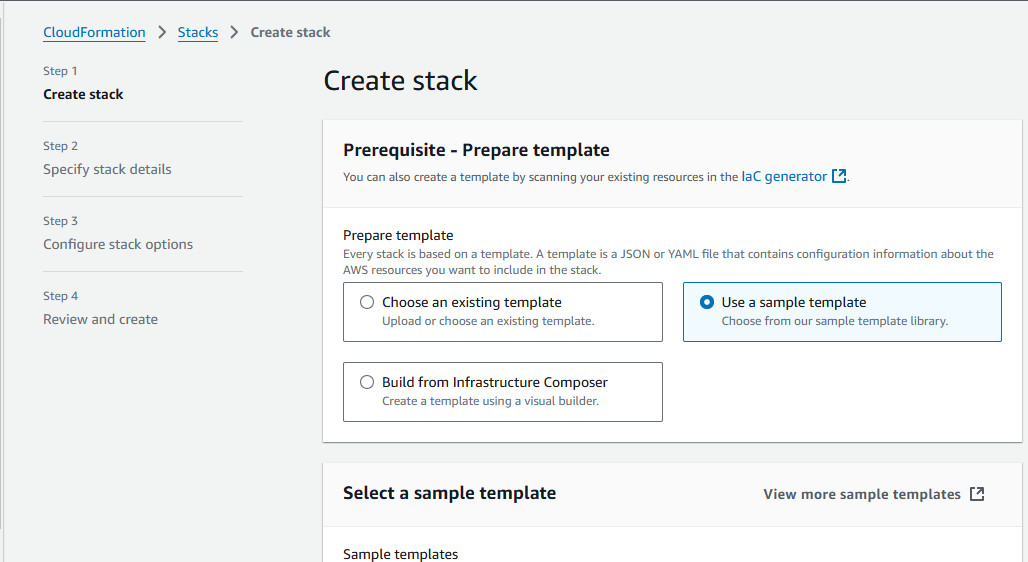 CloudFormation > Stacks > Create stack
Step 1
Create stack
Step 2
Specify stack details
Step 3
Configure stack options
Step 4
Review and create
Create stack
Prerequisite - Prepare template
You can also create a template by scanning your existing resources in the IaC generator.
Prepare template
Every stack is based on a template. A template is a JSON or YAML file that contains configuration information about the
AWS resources you want to include in the stack.
Choose an existing template
Upload or choose an existing template.
Use a sample template
Choose from our sample template library.
Build from Infrastructure Composer
Create a template using a visual builder.
Select a sample template
View more sample templates
Sample templates